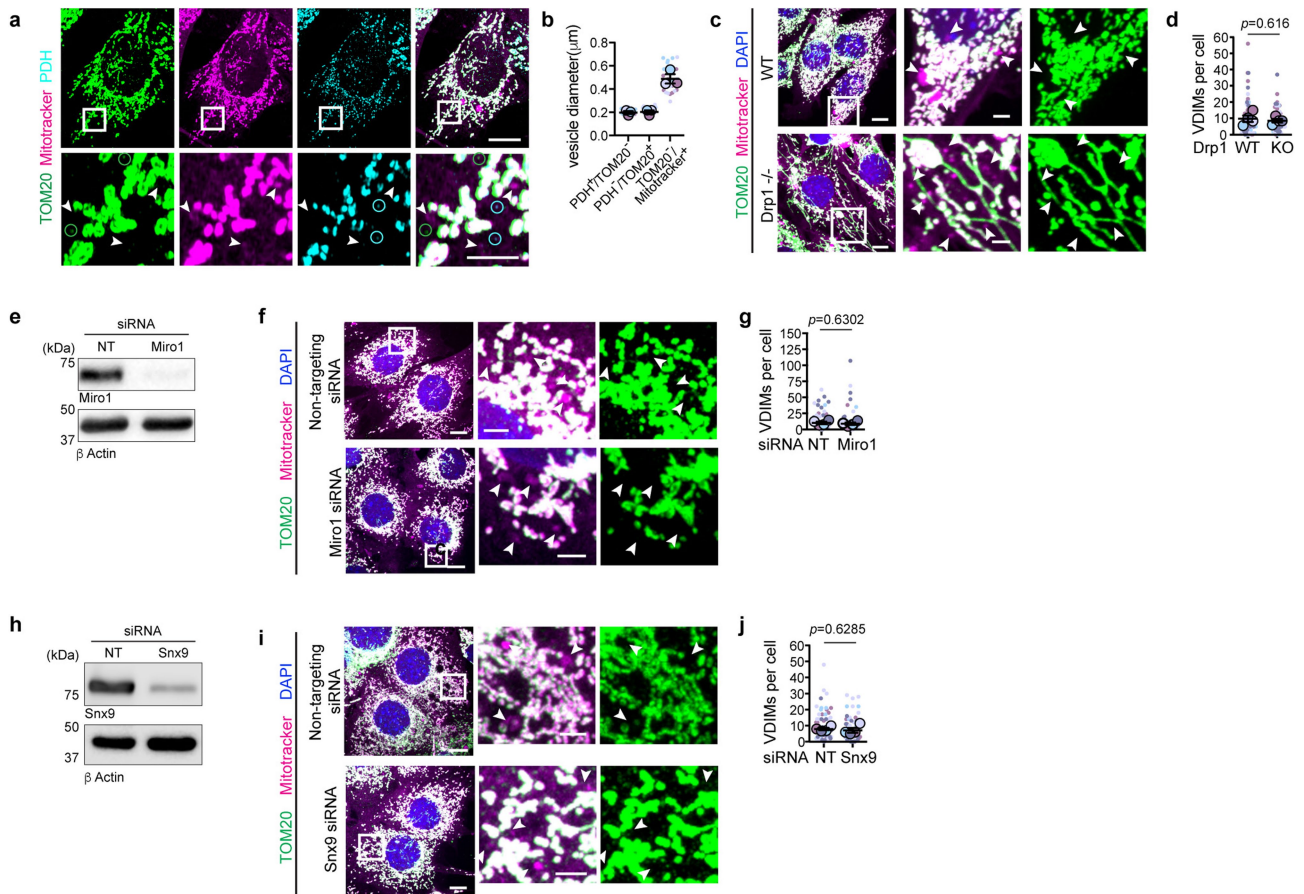 a
TOM20 Mitotracker PDH
b
vesicle diameter(μm)
0.8
0.6
0.4
0.2
0.0
PDH⁺/TOM20⁻
PDH⁻/TOM20⁺
TOM20⁻/
Mitotracker⁺
c
TOM20 Mitotracker DAPI
WT
Drp1 -/-
d
p=0.616
VDIMs per cell
60
50
40
30
20
10
0
Drp1 WT KO
e
siRNA
(kDa) NT Miro1
75
Miro1
50
37
β Actin
f
TOM20 Mitotracker DAPI
Non-targeting
siRNA
Miro1 siRNA
g
p=0.6302
VDIMs per cell
150
125
100
75
50
25
0
siRNA NT Miro1
h
siRNA
(kDa) NT Snx9
75
Snx9
50
37
β Actin
i
TOM20 Mitotracker DAPI
Non-targeting
siRNA
Snx9 siRNA
j
p=0.6285
VDIMs per cell
60
50
40
30
20
10
0
siRNA NT Snx9